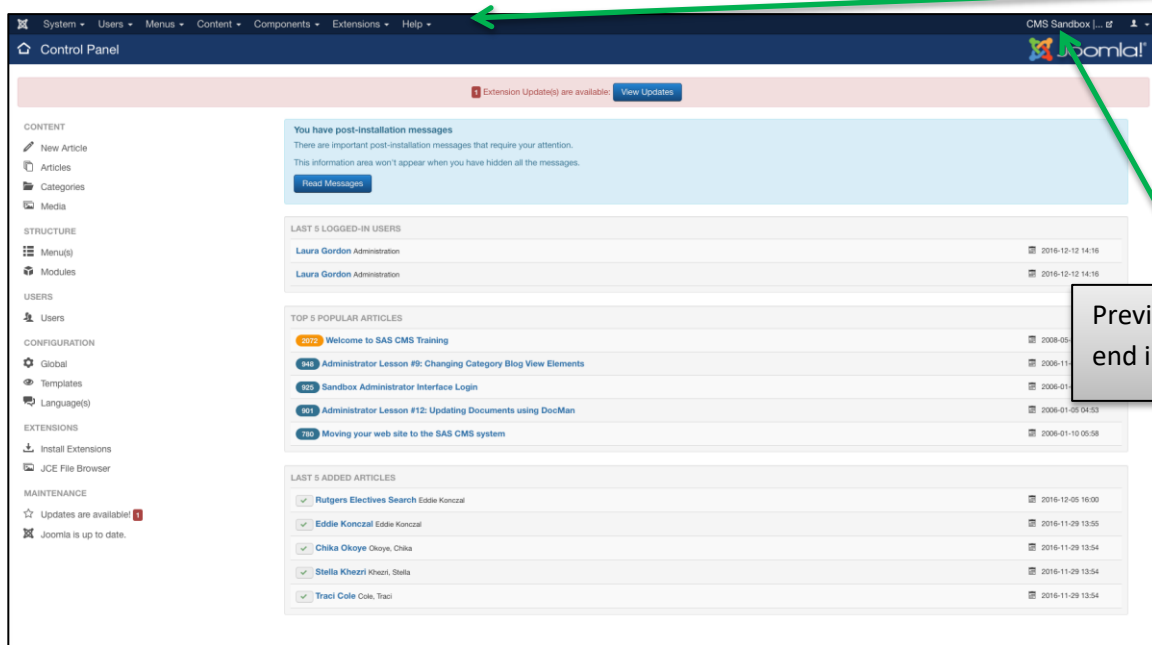 System Users Menus Content Components Extensions Help CMS Sandbox |...
Control Panel Joomla!
1 Extension Update(s) are available: View Updates
CONTENT
New Article
Articles
Categories
Media
STRUCTURE
Menu(s)
Modules
USERS
Users
CONFIGURATION
Global
Templates
Language(s)
EXTENSIONS
Install Extensions
JCE File Browser
MAINTENANCE
Updates are available! 1
Joomla is up to date.
You have post-installation messages
There are important post-installation messages that require your attention.
This information area won't appear when you have hidden all the messages.
Read Messages
LAST 5 LOGGED-IN USERS
Laura Gordon Administration 2016-12-12 14:16
Laura Gordon Administration 2016-12-12 14:16
TOP 5 POPULAR ARTICLES
2072 Welcome to SAS CMS Training 2008-05-
948 Administrator Lesson #9: Changing Category Blog View Elements 2006-11-
925 Sandbox Administrator Interface Login 2006-01-
901 Administrator Lesson #12: Updating Documents using DocMan 2006-01-05 04:53
780 Moving your web site to the SAS CMS system 2006-01-10 05:58
LAST 5 ADDED ARTICLES
Rutgers Electives Search Eddie Konczal 2016-12-05 16:00
Eddie Konczal Eddie Konczal 2016-11-29 13:55
Chika Okoye Okoye, Chika 2016-11-29 13:54
Stella Khezri Khezri, Stella 2016-11-29 13:54
Traci Cole Cole, Traci 2016-11-29 13:54
Previ
end i